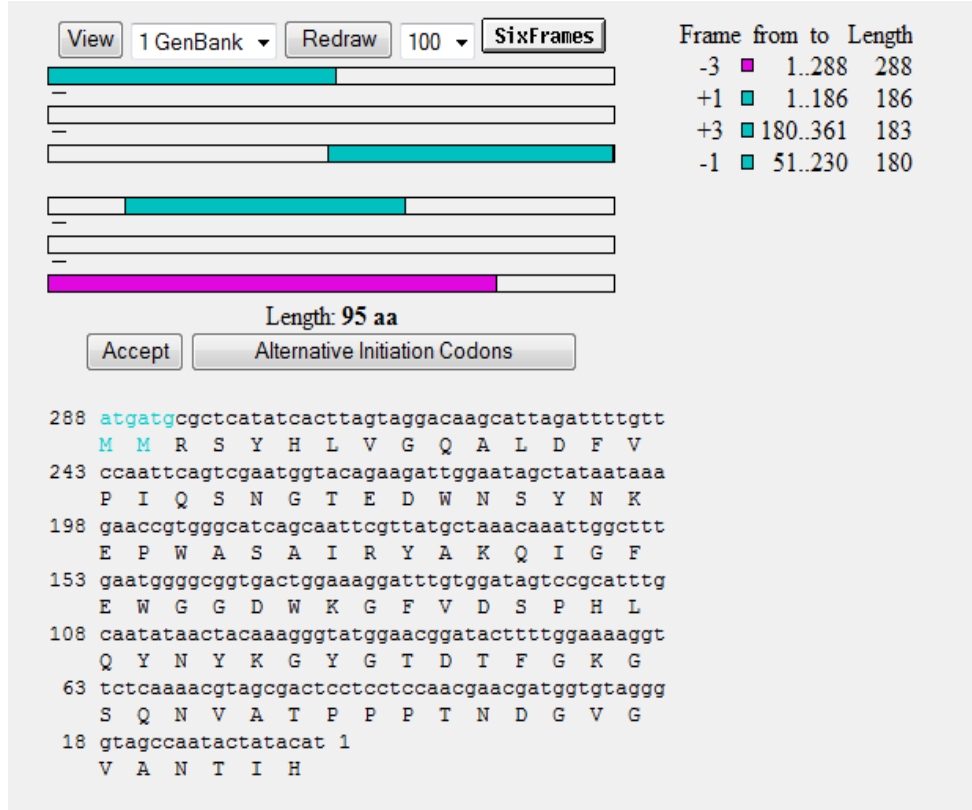 View 1 GenBank Redraw 100 SixFrames
Frame from to Length
-3 1..288 288
+1 1..186 186
+3 180..361 183
-1 51..230 180
Length: 95 aa
Accept Alternative Initiation Codons
288 atgatgcgctcatatcacttagtaggacaagcattagattttgtt
M M R S Y H L V G Q A L D F V
243 ccaattcagtcgaatggtacagaagattggaatagctataataaa
P I Q S N G T E D W N S Y N K
198 gaaccgtgggcatcagcaattcgttatgctaaacaaattggcttt
E P W A S A I R Y A K Q I G F
153 gaatggggcggtgactggaaaggatttgtggatagtccgcatttg
E W G G D W K G F V D S P H L
108 caatataactacaaagggtatggaacggatacttttggaaaaggt
Q Y N Y K G Y G T D T F G K G
63 tctcaaaacgtagcgactcctcctccaacgaacgatggtgtaggg
S Q N V A T P P P T N D G V G
18 gtagccaatactatacat 1
V A N T I H